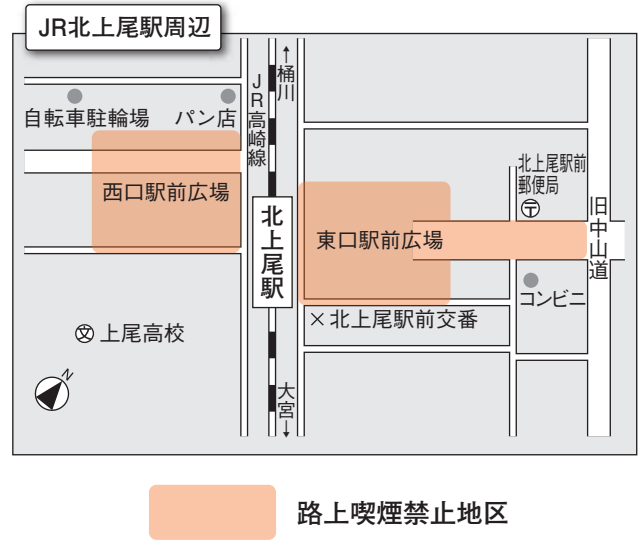 JR北上尾駅周辺
↑桶川
JR高崎線
自転車駐輪場
パン店
西口駅前広場
北上尾駅
東口駅前広場
北上尾駅前
郵便局
〒
旧中山道
コンビニ
×北上尾駅前交番
文 上尾高校
N
大宮↓
路上喫煙禁止地区